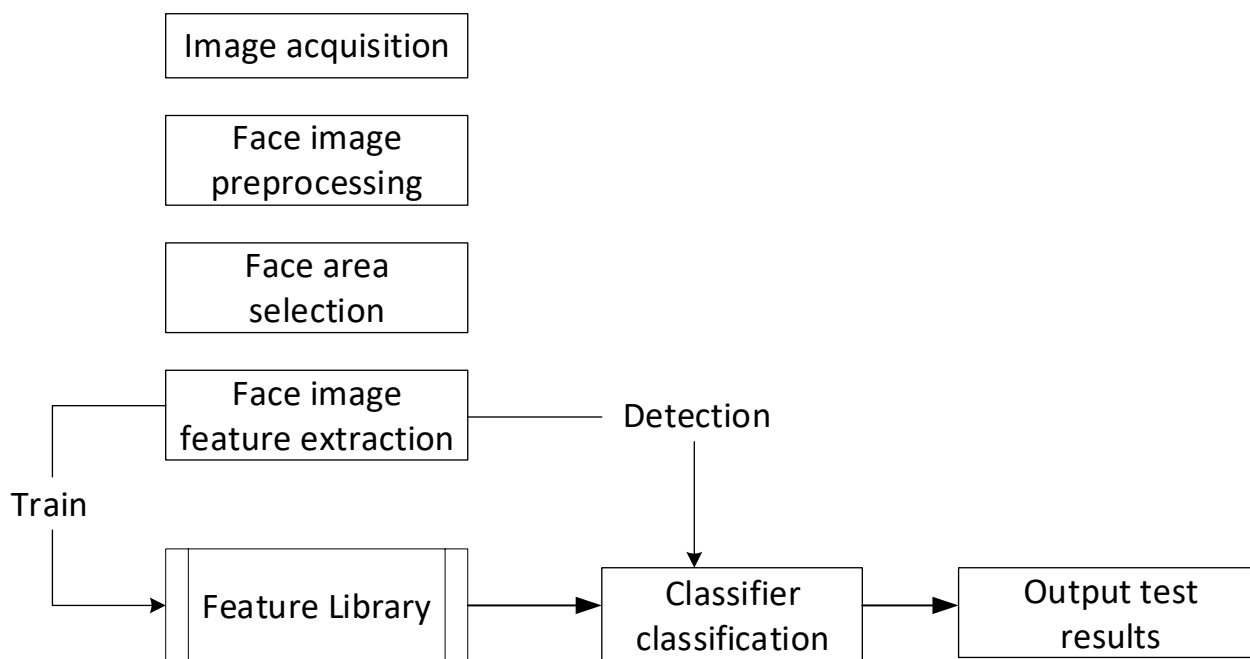 Image acquisition
Face image
preprocessing
Face area
selection
Face image
feature extraction
Detection
Train
Feature Library
Classifier
classification
Output test
results